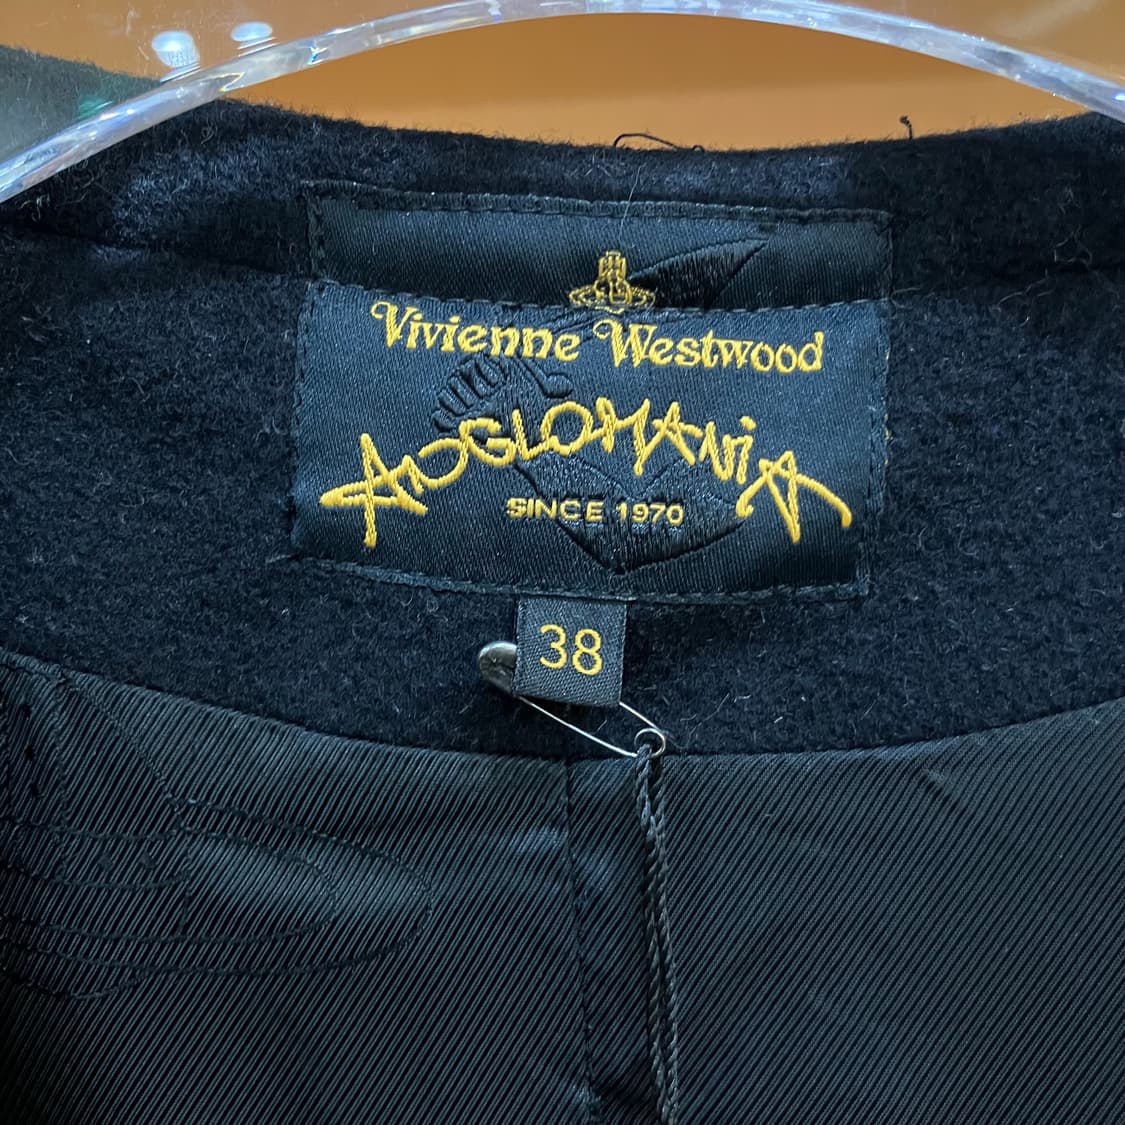 Vivienne Westwood
ANGLOMANiA
SINCE 1970
38